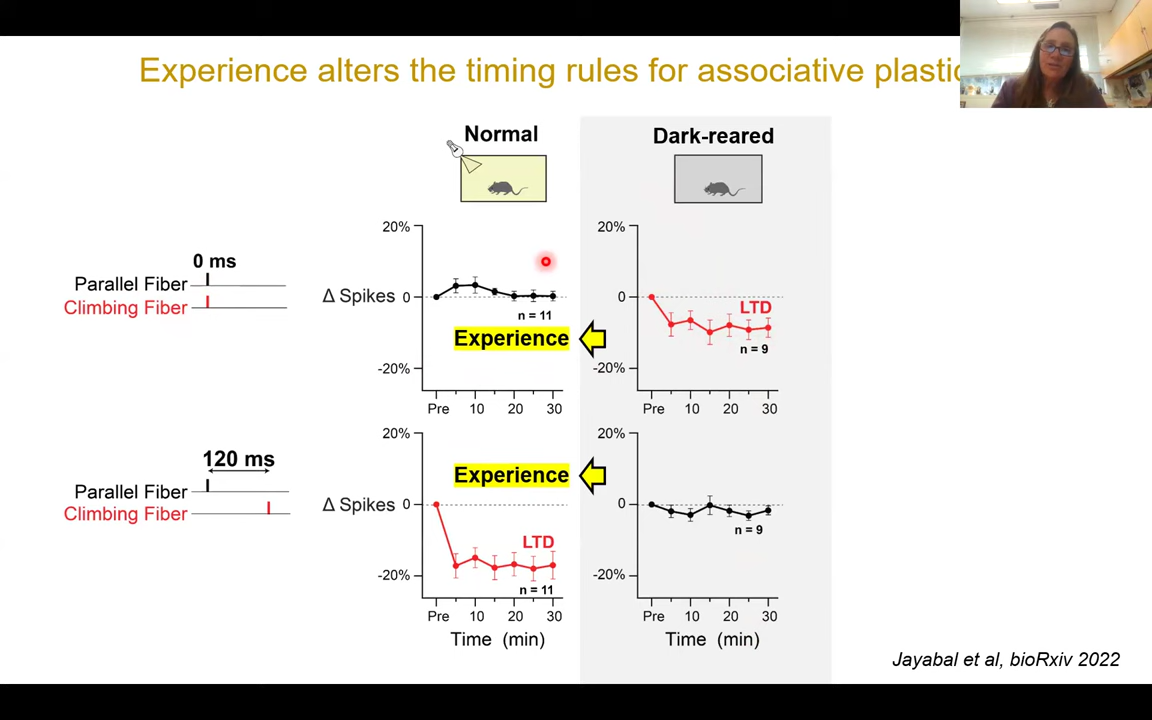 Experience alters the timing rules for associative plastic
Normal
Dark-reared
0 ms
Parallel Fiber
Climbing Fiber
Δ Spikes
20%
0
-20%
n = 11
Experience
Pre 10 20 30
20%
0
-20%
LTD
n = 9
Pre 10 20 30
120 ms
Parallel Fiber
Climbing Fiber
Δ Spikes
20%
0
-20%
Experience
LTD
n = 11
Pre 10 20 30
Time (min)
20%
0
-20%
n = 9
Pre 10 20 30
Time (min)
Jayabal et al, bioRxiv 2022